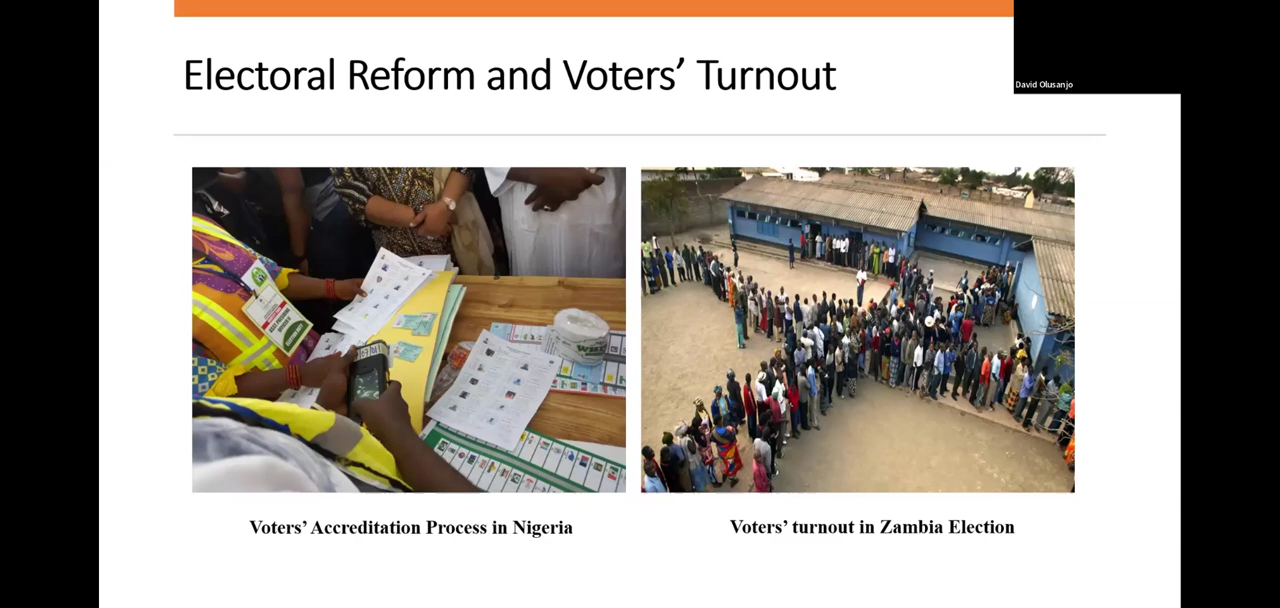 Electoral Reform and Voters’ Turnout
David Olusanjo
Voters’ Accreditation Process in Nigeria
Voters’ turnout in Zambia Election